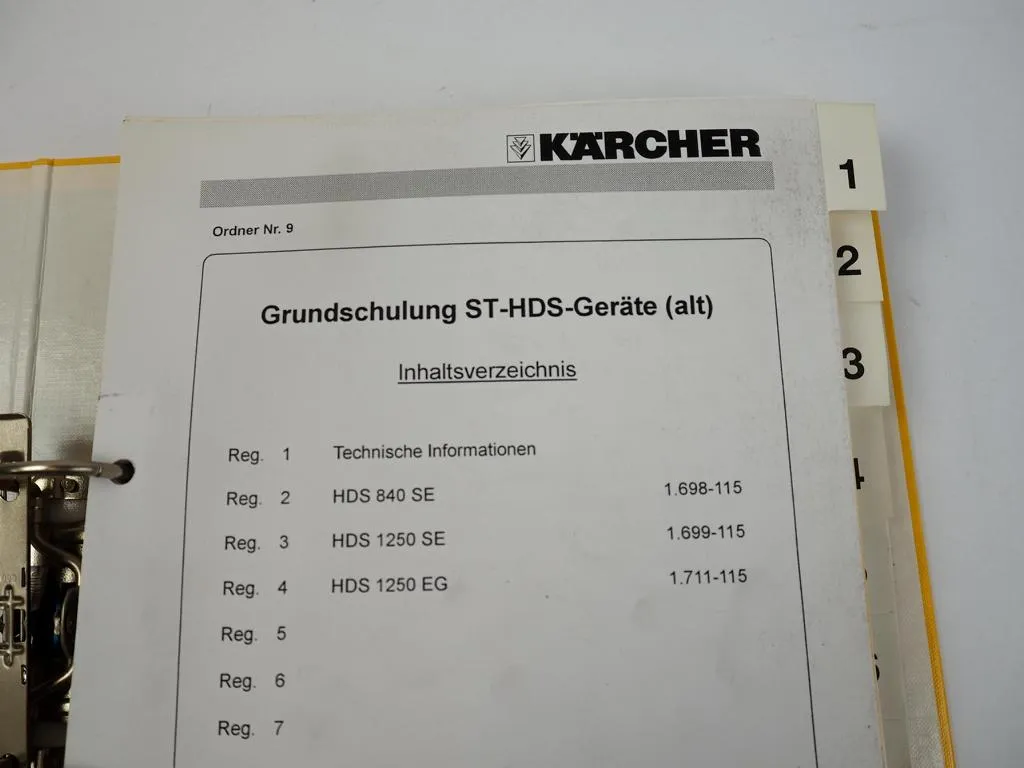 KÄRCHER
Ordner Nr. 9
Grundschulung ST-HDS-Geräte (alt)
Inhaltsverzeichnis
Reg. 1 Technische Informationen
Reg. 2 HDS 840 SE 1.698-115
Reg. 3 HDS 1250 SE 1.699-115
Reg. 4 HDS 1250 EG 1.711-115
Reg. 5
Reg. 6
Reg. 7
1
2
3
4